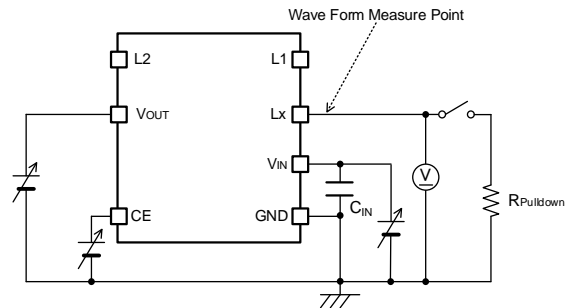 Wave Form Measure Point
L2
L1
VOUT
Lx
VIN
V
CIN
RPulldown
CE
GND